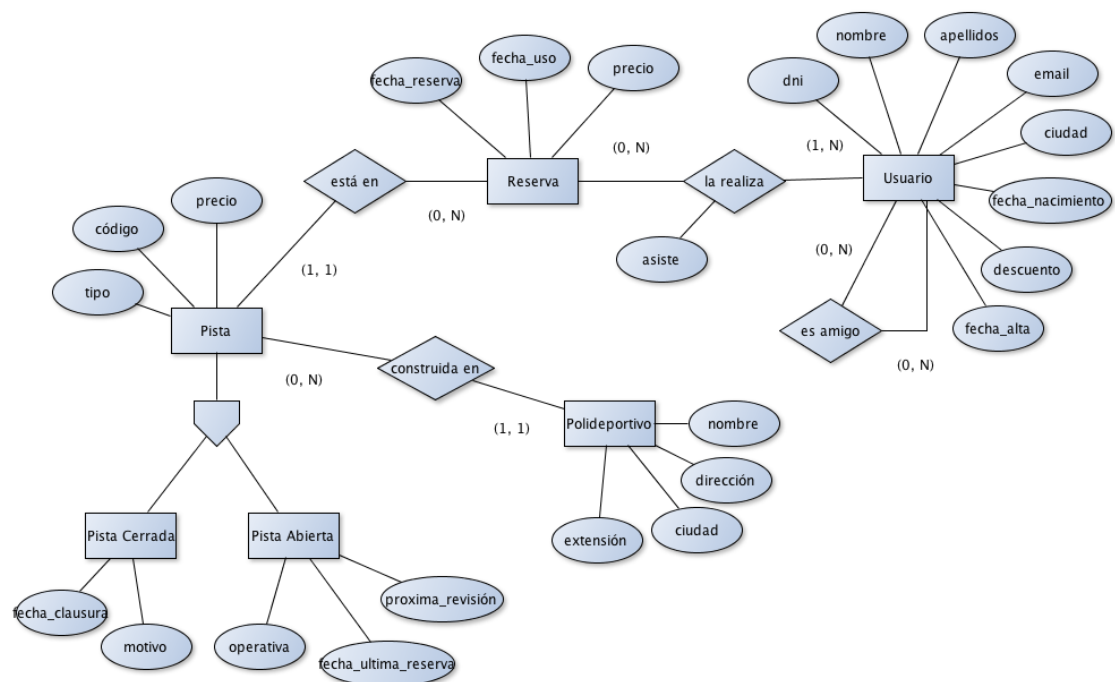 nombre
apellidos
fecha_uso
fecha_reserva
precio
dni
email
ciudad
(0, N)
(1, N)
está en
Reserva
la realiza
Usuario
precio
fecha_nacimiento
código
(0, N)
asiste
(0, N)
(1, 1)
descuento
tipo
Pista
es amigo
fecha_alta
(0, N)
construida en
(0, N)
(1, 1)
Polideportivo
nombre
dirección
ciudad
extensión
Pista Cerrada
Pista Abierta
proxima_revisión
fecha_clausura
motivo
operativa
fecha_ultima_reserva